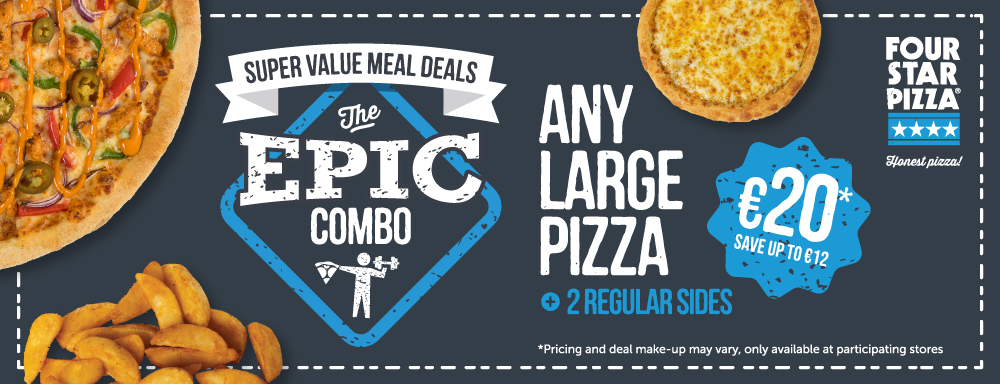 SUPER VALUE MEAL DEALS
The
EPIC
COMBO
ANY
LARGE
PIZZA
+ 2 REGULAR SIDES
€20*
SAVE UP TO €12
FOUR
STAR
PIZZA®
Honest pizza!
*Pricing and deal make-up may vary, only available at participating stores